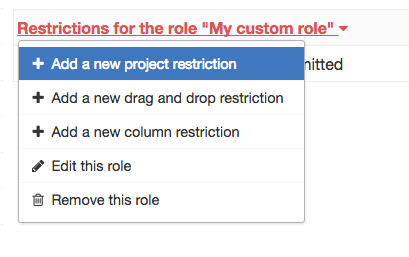 Restrictions for the role "My custom role"
Add a new project restriction
Add a new drag and drop restriction
Add a new column restriction
Edit this role
Remove this role